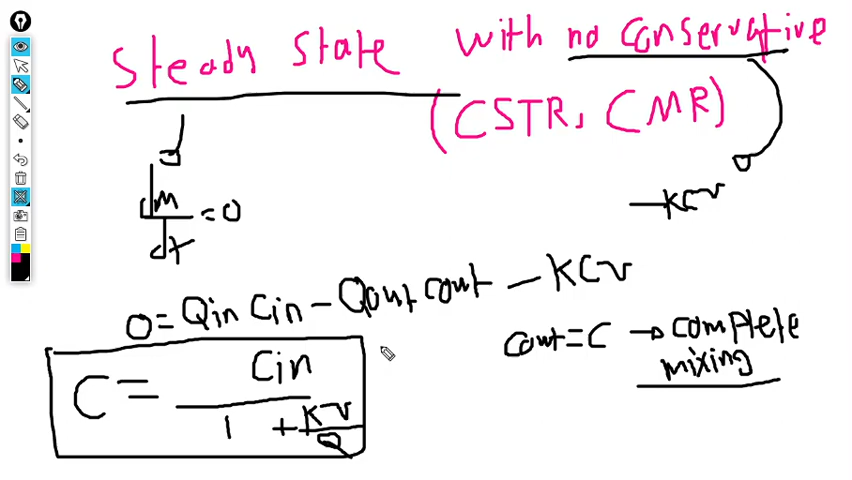 Steady State with no conservative
(CSTR, CMR)
dm/dt = 0
-KCV
0 = Qin Cin - Qout Cout - KCV
Cout = C → complete
mixing
C = Cin / 1 + KV/Q